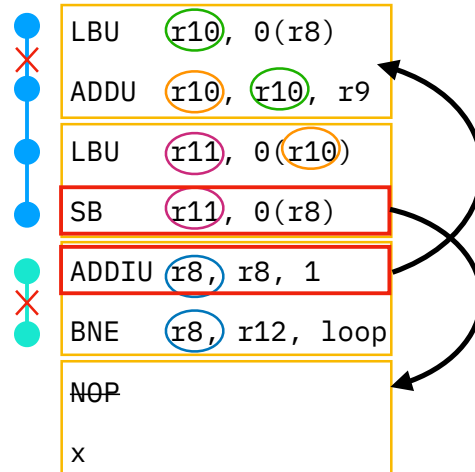 LBU r10, 0(r8)
ADDU r10, r10, r9
LBU r11, 0(r10)
SB r11, 0(r8)
ADDIU r8, r8, 1
BNE r8, r12, loop
NOP
x